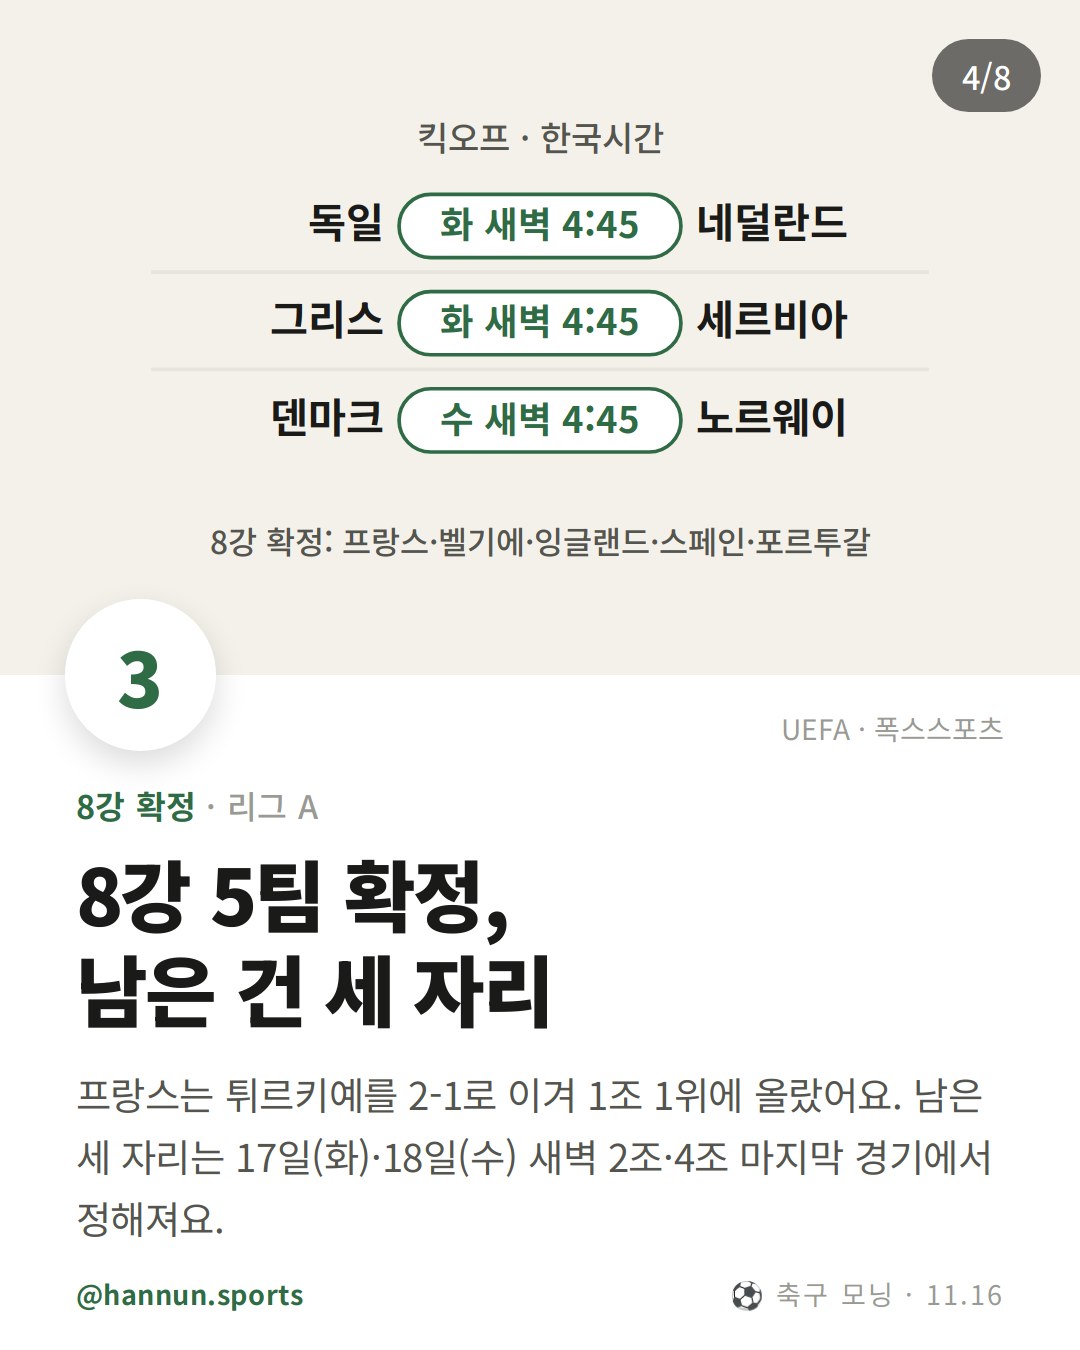 4/8
킥오프 · 한국시간
독일 화 새벽 4:45 네덜란드
그리스 화 새벽 4:45 세르비아
덴마크 수 새벽 4:45 노르웨이
8강 확정: 프랑스·벨기에·잉글랜드·스페인·포르투갈
3
UEFA · 폭스스포츠
8강 확정 · 리그 A
8강 5팀 확정,
남은 건 세 자리
프랑스는 튀르키예를 2-1로 이겨 1조 1위에 올랐어요. 남은
세 자리는 17일(화)·18일(수) 새벽 2조·4조 마지막 경기에서
정해져요.
@hannun.sports
⚽ 축구 모닝 · 11.16